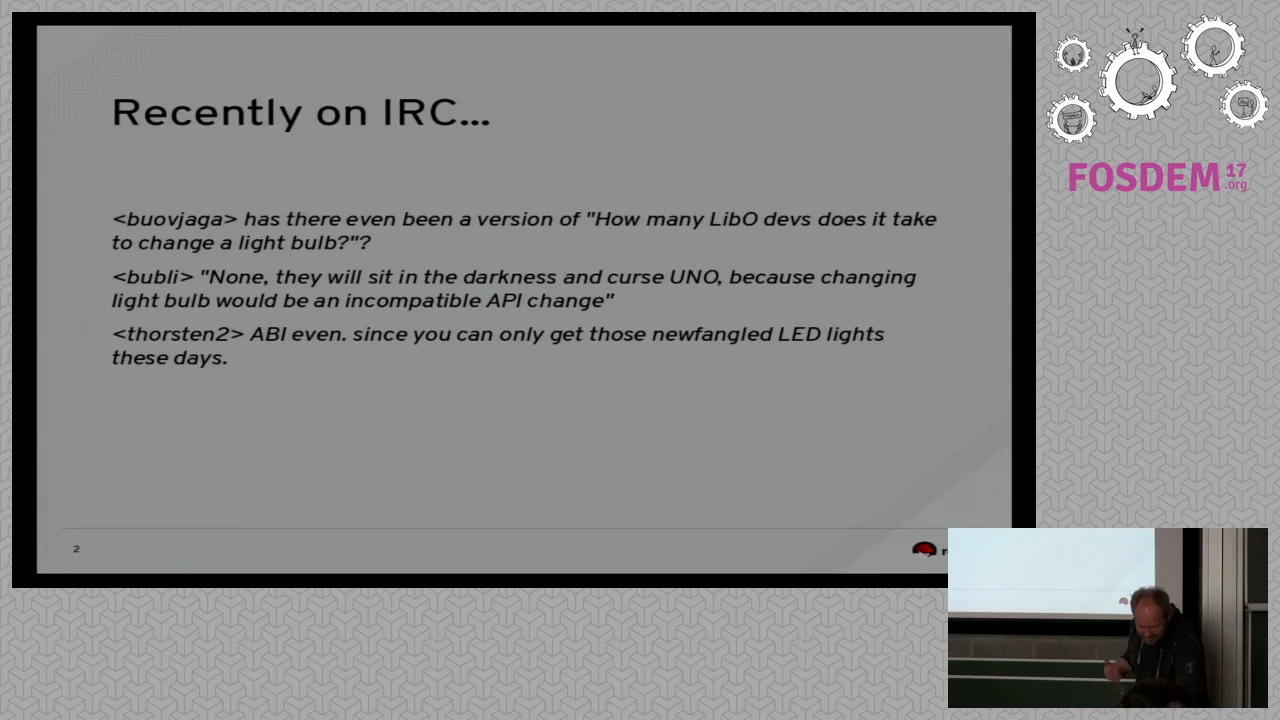 Recently on IRC...
<buovjaga> has there even been a version of "How many LibO devs does it take
to change a light bulb?"?
<bubli> "None, they will sit in the darkness and curse UNO, because changing
light bulb would be an incompatible API change"
<thorsten2> ABI even. since you can only get those newfangled LED lights
these days.
2
FOSDEM 17
.org